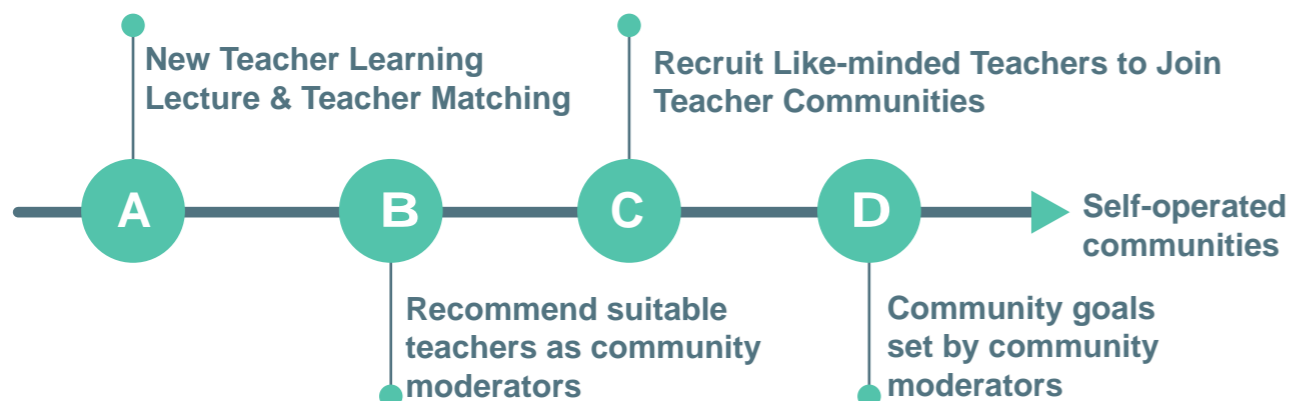 New Teacher Learning
Lecture & Teacher Matching
Recruit Like-minded Teachers to Join
Teacher Communities
A
B
C
D
Self-operated
communities
Recommend suitable
teachers as community
moderators
Community goals
set by community
moderators